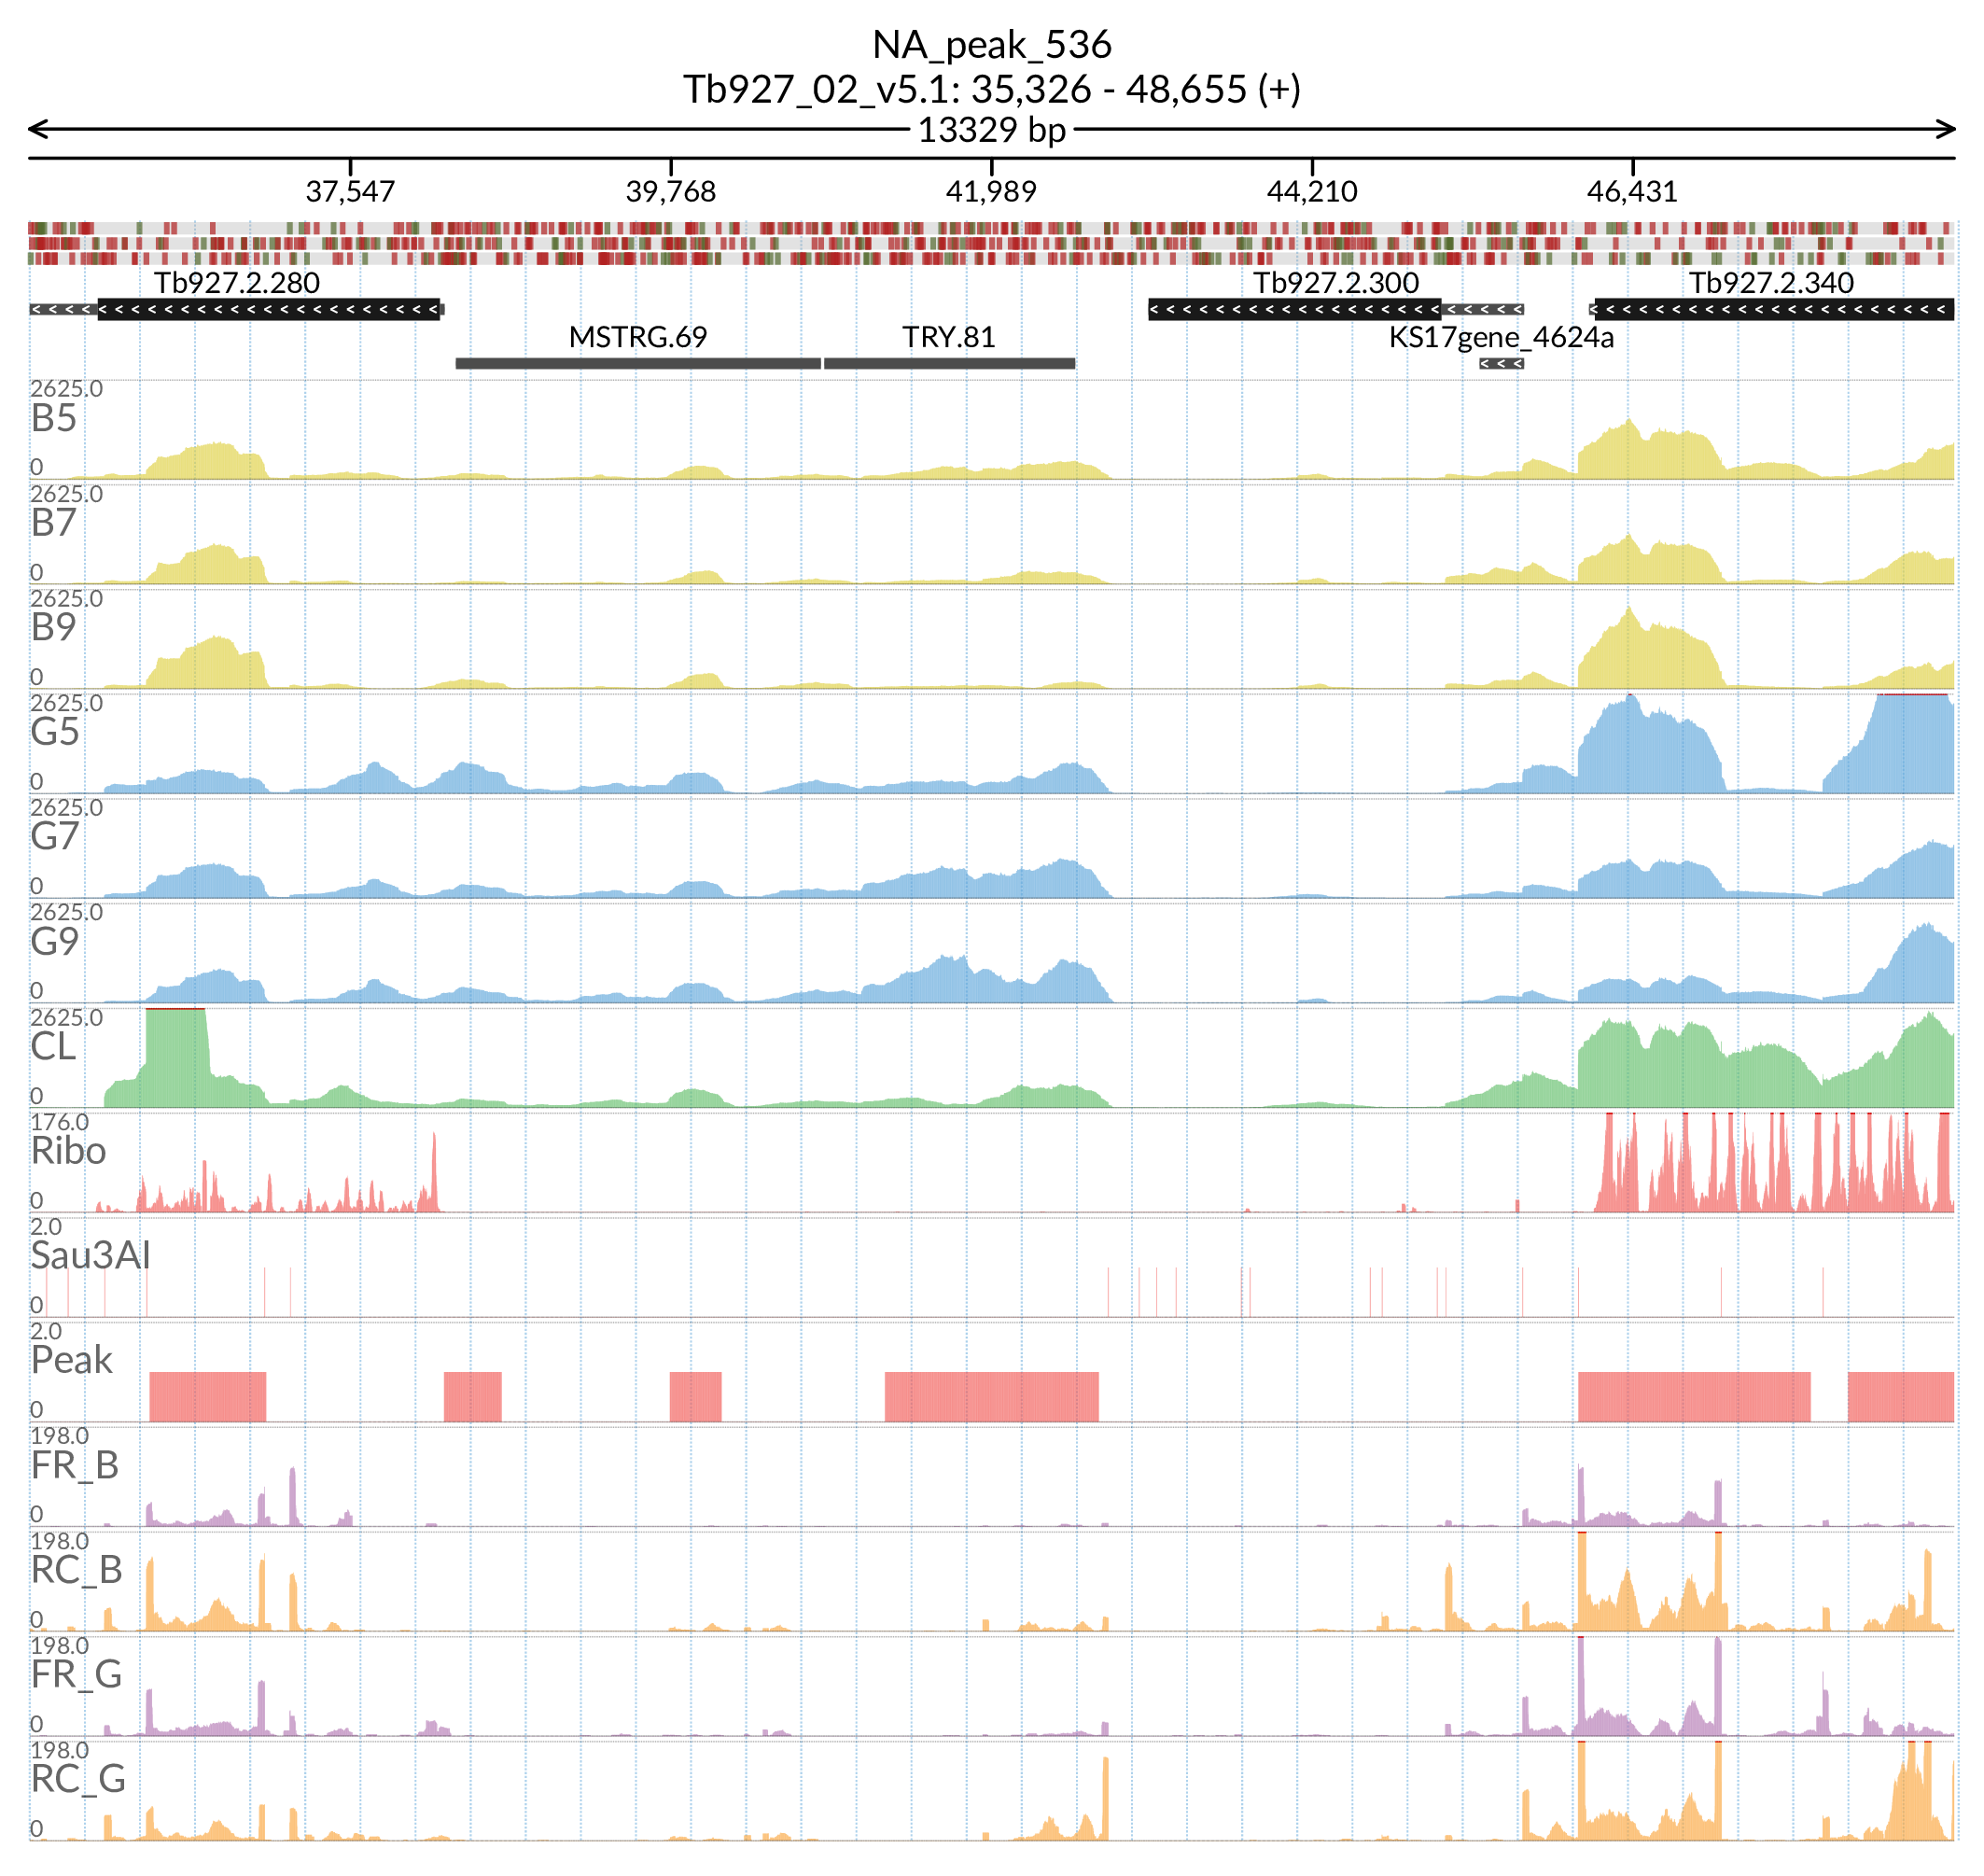 NA_peak_536
Tb927_02_v5.1: 35,326 - 48,655 (+)
13329 bp
37,547 39,768 41,989 44,210 46,431
Tb927.2.280 Tb927.2.300 Tb927.2.340
MSTRG.69 TRY.81 KS17gene_4624a
2625.0
B5
0
2625.0
B7
0
2625.0
B9
0
2625.0
G5
0
2625.0
G7
0
2625.0
G9
0
2625.0
CL
0
176.0
Ribo
0
2.0
Sau3AI
0
2.0
Peak
0
198.0
FR_B
0
198.0
RC_B
0
198.0
FR_G
0
198.0
RC_G
0